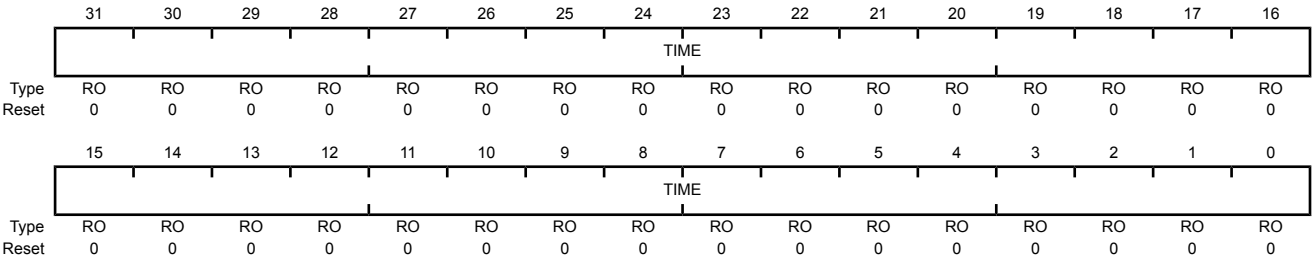 31 30 29 28 27 26 25 24 23 22 21 20 19 18 17 16
TIME
Type RO RO RO RO RO RO RO RO RO RO RO RO RO RO RO RO
Reset 0 0 0 0 0 0 0 0 0 0 0 0 0 0 0 0
15 14 13 12 11 10 9 8 7 6 5 4 3 2 1 0
TIME
Type RO RO RO RO RO RO RO RO RO RO RO RO RO RO RO RO
Reset 0 0 0 0 0 0 0 0 0 0 0 0 0 0 0 0